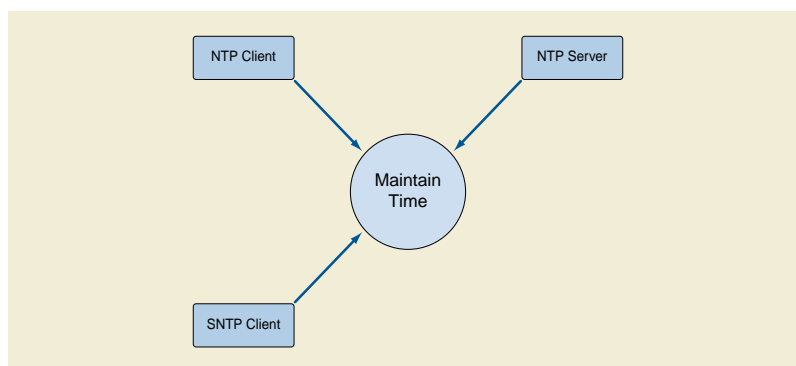 NTP Client
NTP Server
Maintain
Time
SNTP Client